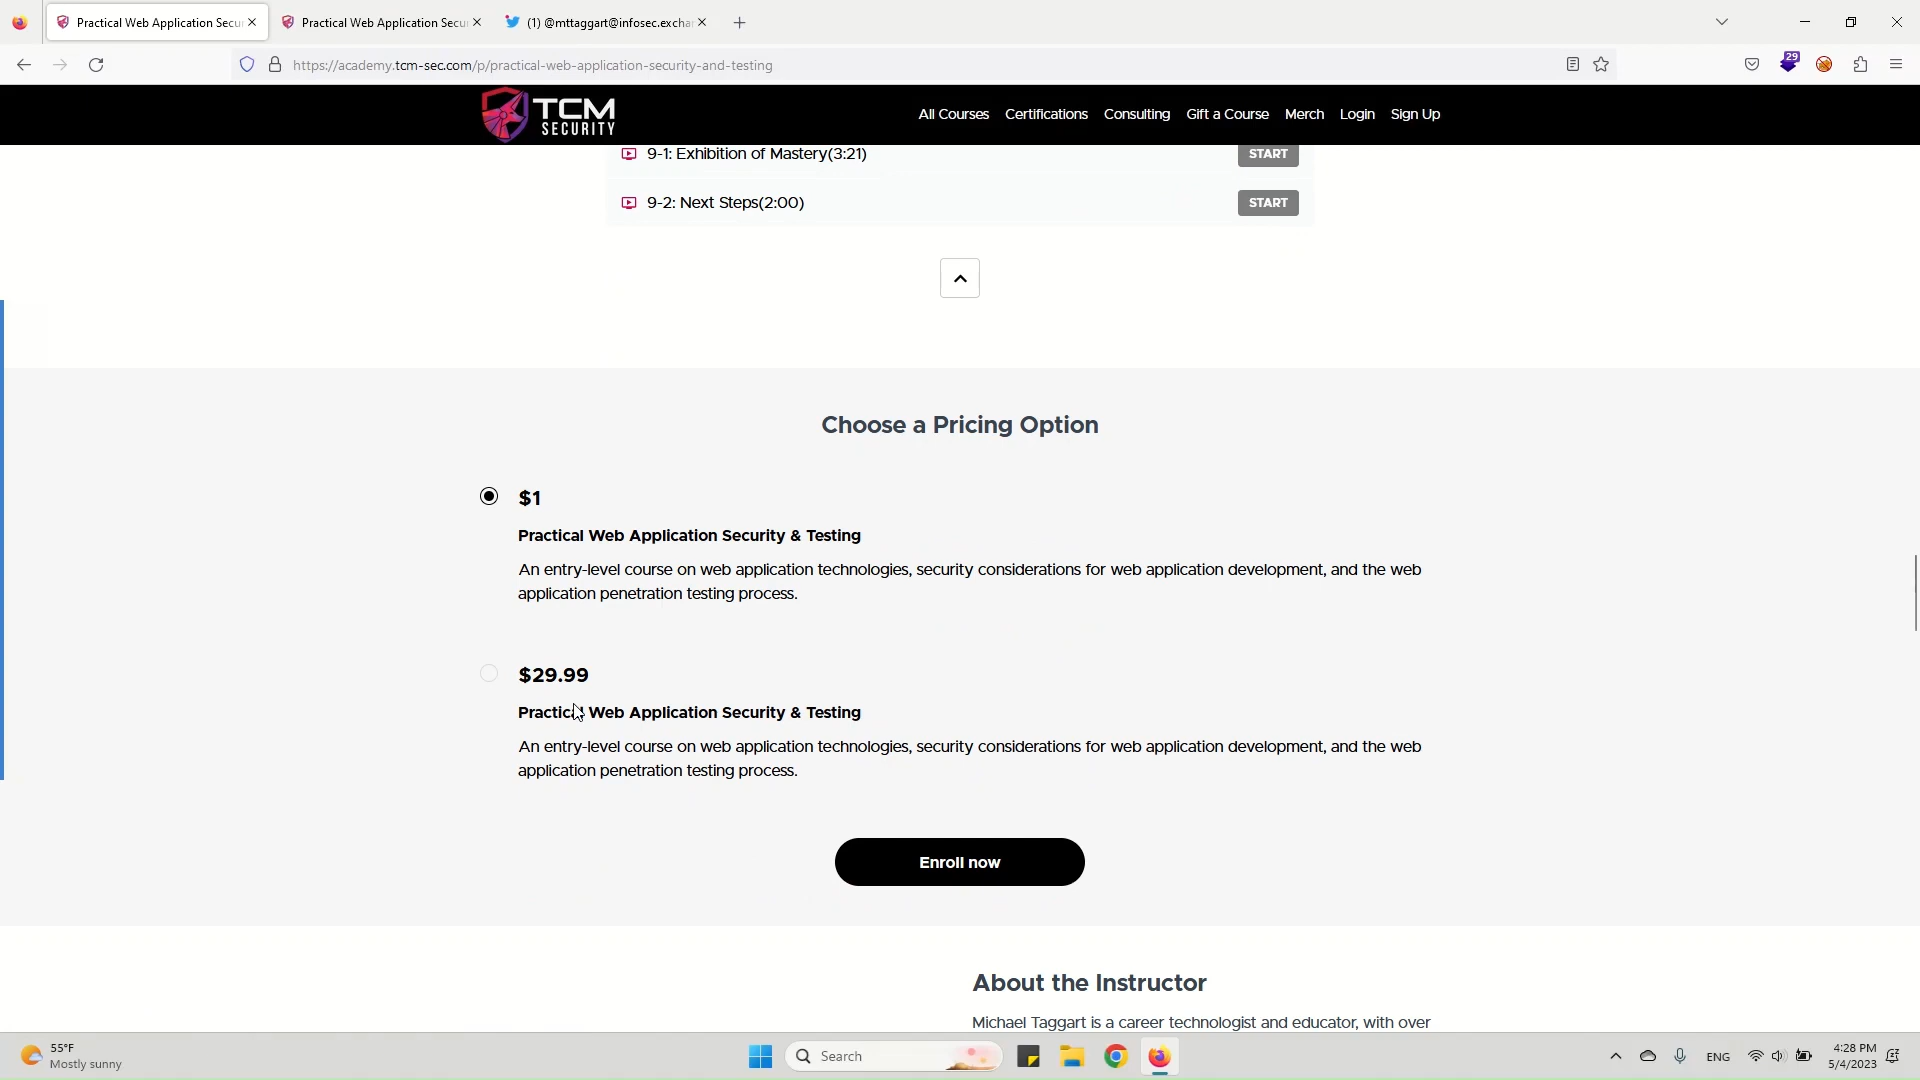 Practical Web Application Secu
Practical Web Application Secu
(1) @mttaggart@infosec.excha
https://academy.tcm-sec.com/p/practical-web-application-security-and-testing
29
TCM
SECURITY
All Courses
Certifications
Consulting
Gift a Course
Merch
Login
Sign Up
9-1: Exhibition of Mastery(3:21)
START
9-2: Next Steps(2:00)
START
Choose a Pricing Option
$1
Practical Web Application Security & Testing
An entry-level course on web application technologies, security considerations for web application development, and the web
application penetration testing process.
$29.99
Practical Web Application Security & Testing
An entry-level course on web application technologies, security considerations for web application development, and the web
application penetration testing process.
Enroll now
About the Instructor
Michael Taggart is a career technologist and educator, with over
55°F
Mostly sunny
Search
ENG
4:28 PM
5/4/2023